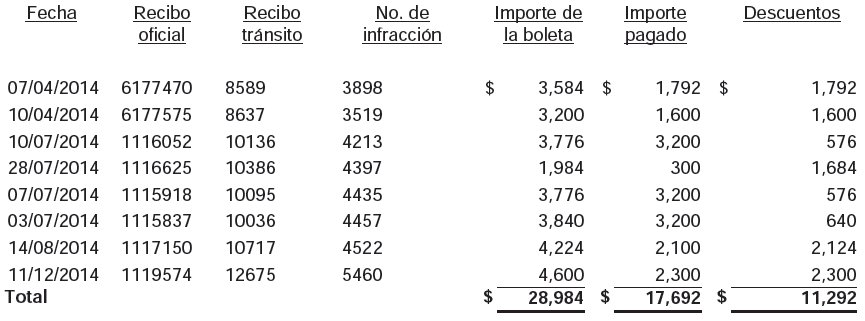 Fecha Recibo oficial Recibo tránsito No. de infracción Importe de la boleta Importe pagado Descuentos
07/04/2014 6177470 8589 3898 $ 3,584 $ 1,792 $ 1,792
10/04/2014 6177575 8637 3519 3,200 1,600 1,600
10/07/2014 1116052 10136 4213 3,776 3,200 576
28/07/2014 1116625 10386 4397 1,984 300 1,684
07/07/2014 1115918 10095 4435 3,776 3,200 576
03/07/2014 1115837 10036 4457 3,840 3,200 640
14/08/2014 1117150 10717 4522 4,224 2,100 2,124
11/12/2014 1119574 12675 5460 4,600 2,300 2,300
Total $ 28,984 $ 17,692 $ 11,292